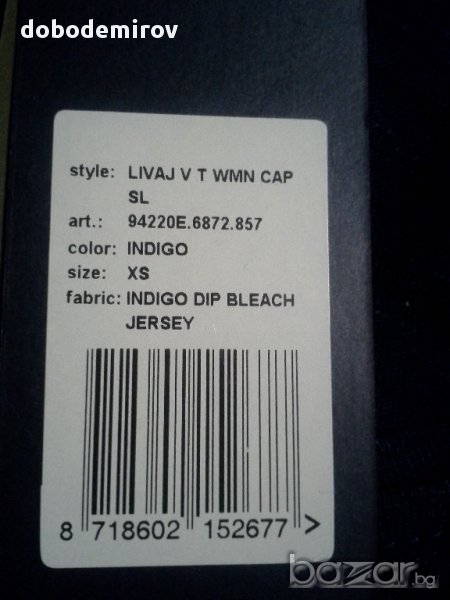 dobodemirov
style: LIVAJ V T WMN CAP
SL
art.: 94220E.6872.857
color: INDIGO
size: XS
fabric: INDIGO DIP BLEACH
JERSEY
8 718602 152677 >
bazar.bg